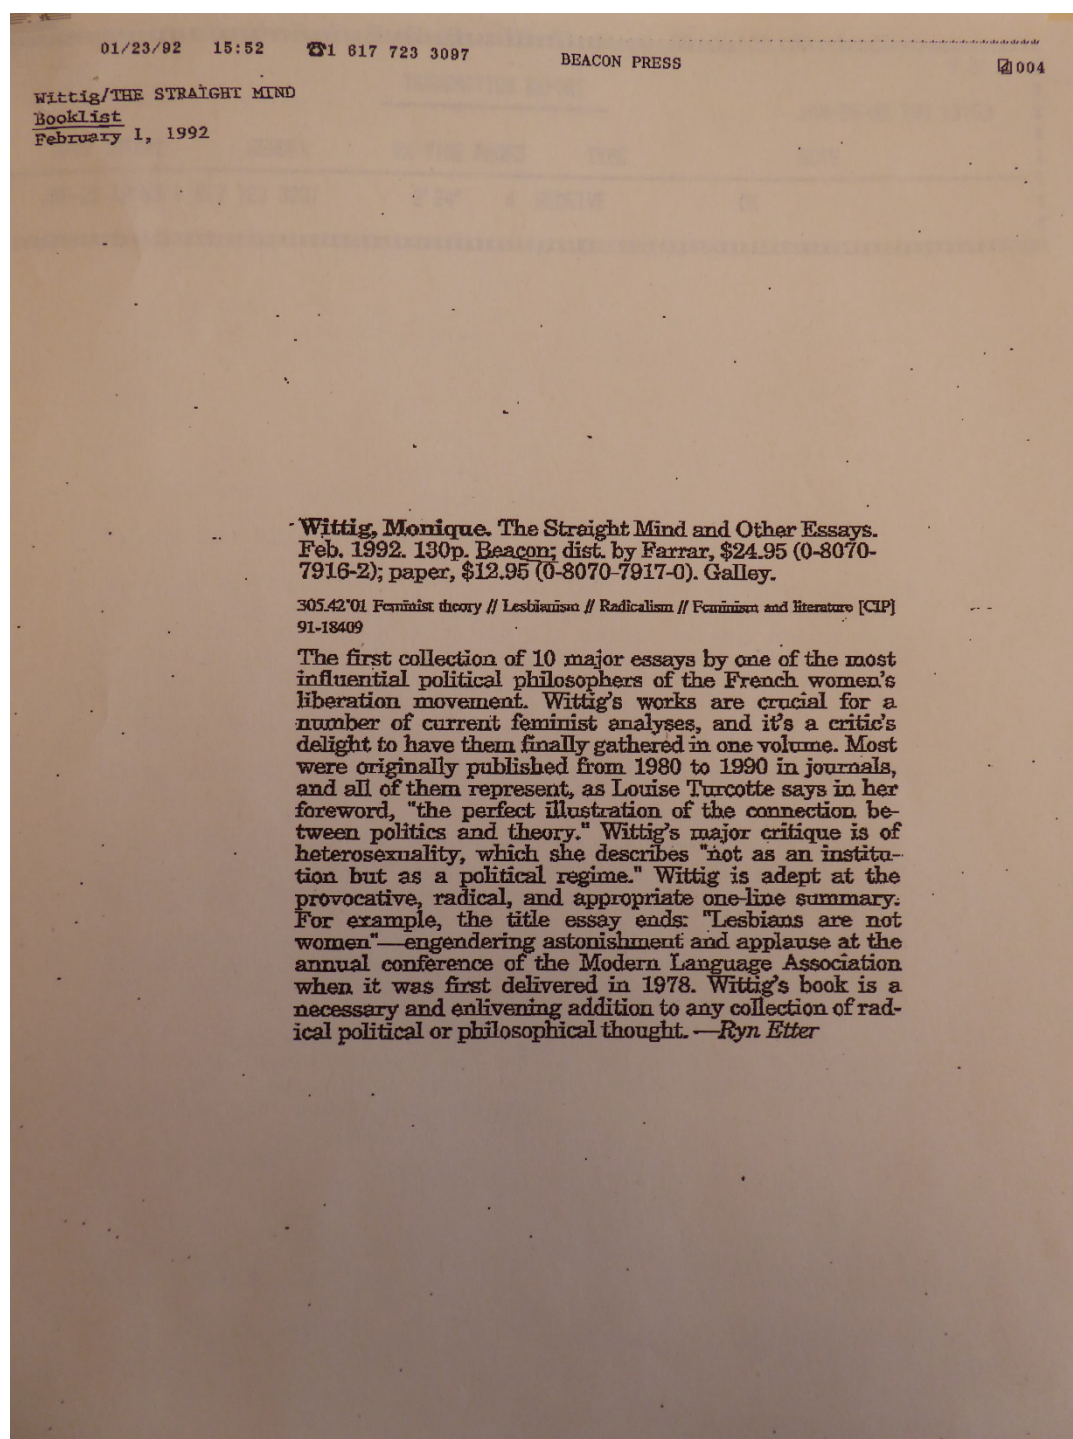 01/23/92 15:52 ☎1 617 723 3097 BEACON PRESS 004
Wittig/THE STRAIGHT MIND
Booklist
February 1, 1992
Wittig, Monique. The Straight Mind and Other Essays.
Feb. 1992. 130p. Beacon; dist. by Farrar, $24.95 (0-8070-
7916-2); paper, $12.95 (0-8070-7917-0). Galley.
305.42'01 Feminist theory // Lesbianism // Radicalism // Feminism and literature [CIP]
91-18409
The first collection of 10 major essays by one of the most
influential political philosophers of the French women's
liberation movement. Wittig's works are crucial for a
number of current feminist analyses, and it's a critic's
delight to have them finally gathered in one volume. Most
were originally published from 1980 to 1990 in journals,
and all of them represent, as Louise Turcotte says in her
foreword, "the perfect illustration of the connection be-
tween politics and theory." Wittig's major critique is of
heterosexuality, which she describes "not as an institu-
tion but as a political regime." Wittig is adept at the
provocative, radical, and appropriate one-line summary.
For example, the title essay ends: "Lesbians are not
women"—engendering astonishment and applause at the
annual conference of the Modern Language Association
when it was first delivered in 1978. Wittig's book is a
necessary and enlivening addition to any collection of rad-
ical political or philosophical thought. —Ryn Etter